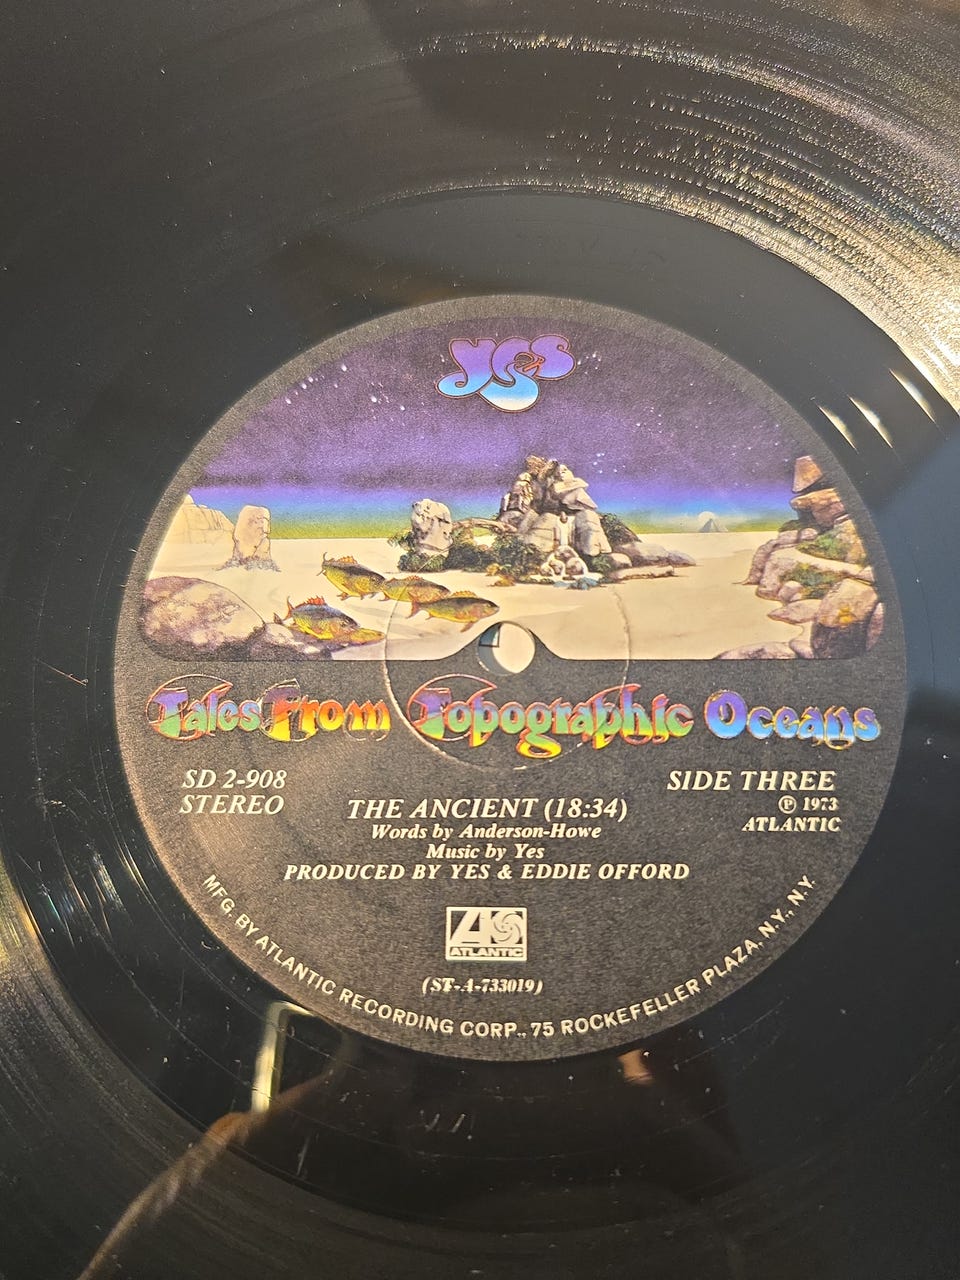 yes
Tales From Topographic Oceans
SD 2-908
STEREO
SIDE THREE
℗ 1973
ATLANTIC
THE ANCIENT (18:34)
Words by Anderson-Howe
Music by Yes
PRODUCED BY YES & EDDIE OFFORD
ATLANTIC
(ST-A-733019)
MFG. BY ATLANTIC RECORDING CORP., 75 ROCKEFELLER PLAZA, N.Y., N.Y.